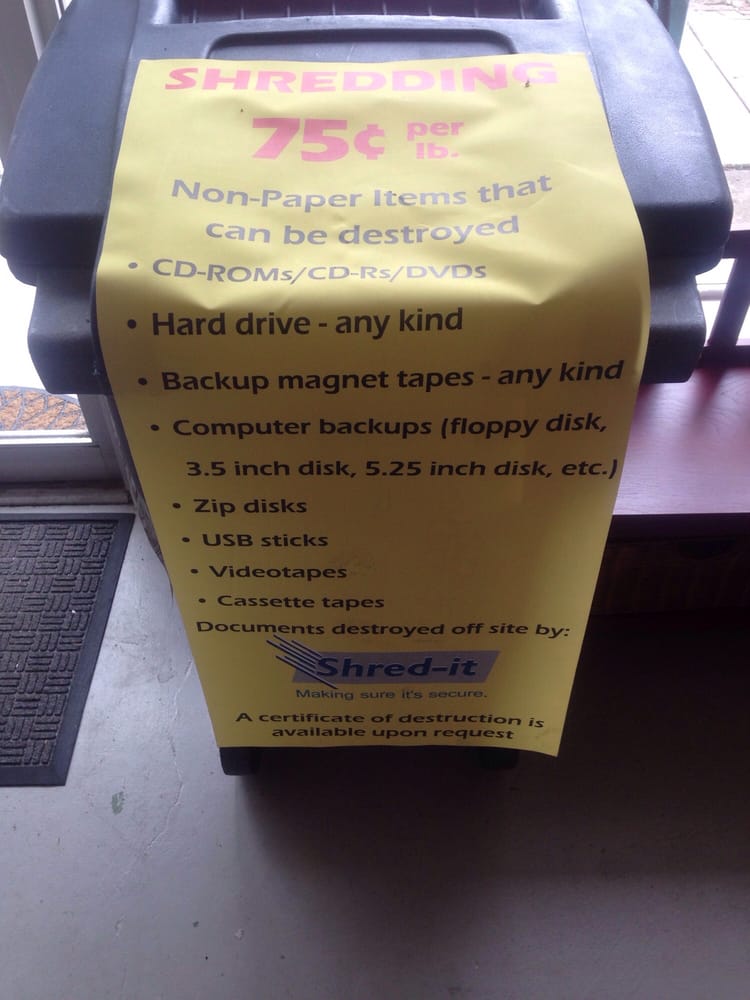 SHREDDING
75¢ per lb.
Non-Paper Items that
can be destroyed
• CD-ROMs/CD-Rs/DVDs
• Hard drive - any kind
• Backup magnet tapes - any kind
• Computer backups (floppy disk,
3.5 inch disk, 5.25 inch disk, etc.)
• Zip disks
• USB sticks
• Videotapes
• Cassette tapes
Documents destroyed off site by:
Shred-it
Making sure it's secure.
A certificate of destruction is
available upon request